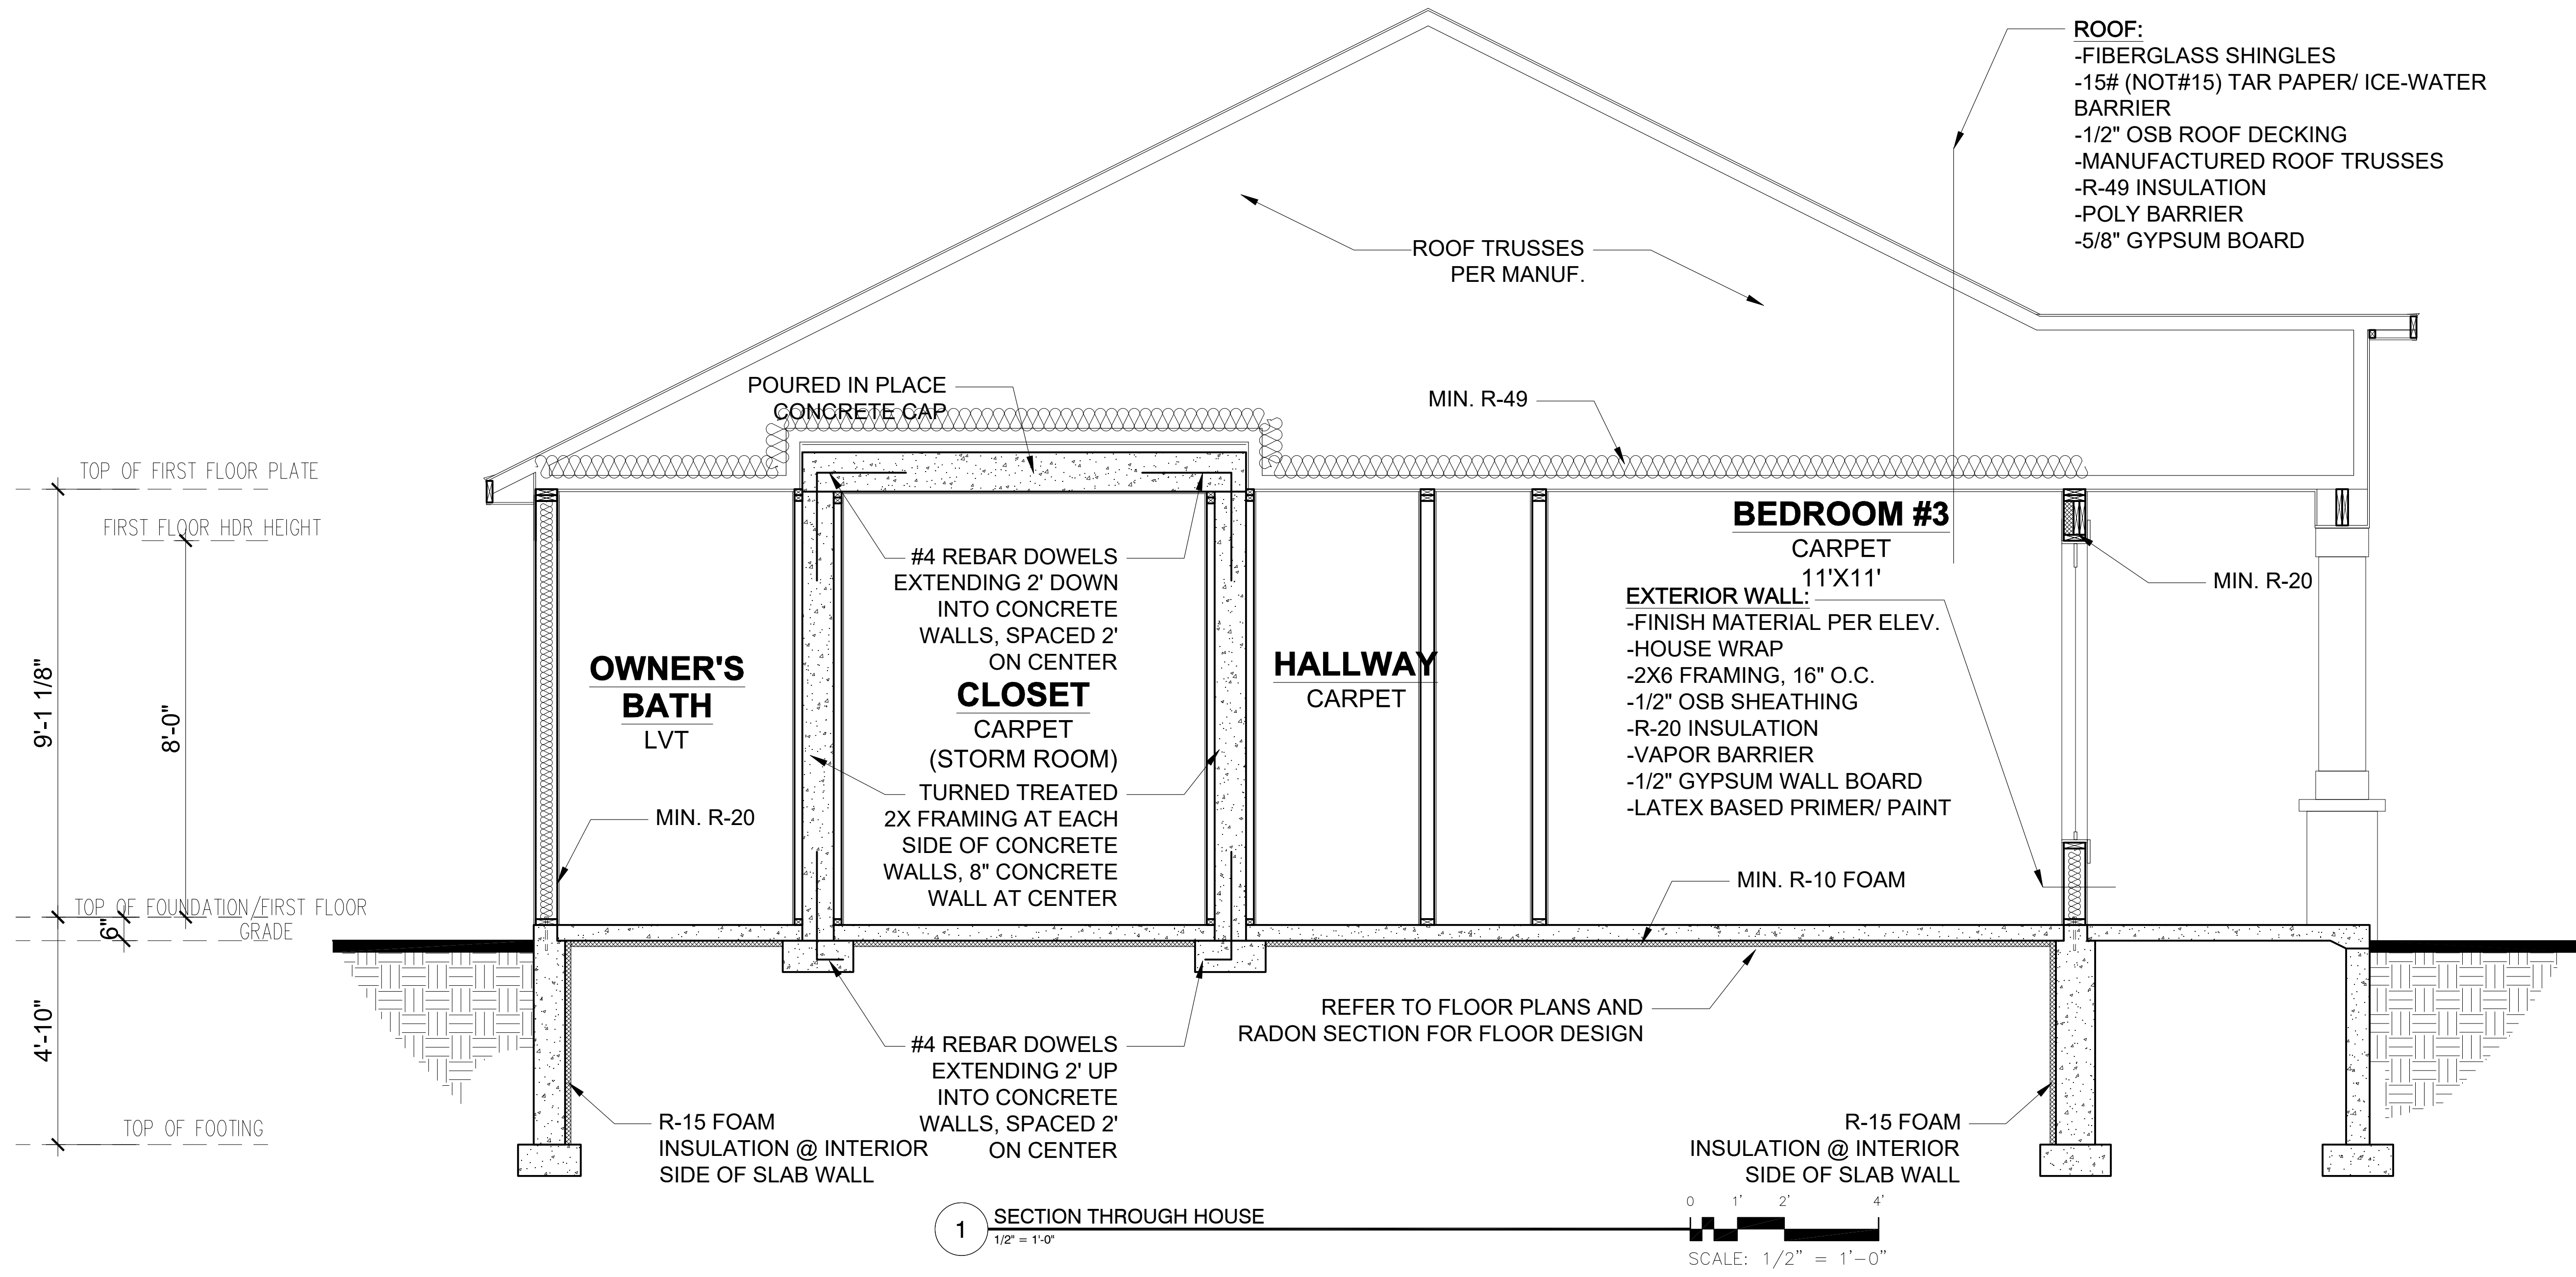 ROOF:
-FIBERGLASS SHINGLES
-15# (NOT#15) TAR PAPER/ ICE-WATER
BARRIER
-1/2" OSB ROOF DECKING
-MANUFACTURED ROOF TRUSSES
-R-49 INSULATION
-POLY BARRIER
-5/8" GYPSUM BOARD
ROOF TRUSSES
PER MANUF.
POURED IN PLACE
CONCRETE CAP
MIN. R-49
TOP OF FIRST FLOOR PLATE
FIRST FLOOR HDR HEIGHT
9'-1 1/8"
8'-0"
TOP OF FOUNDATION/FIRST FLOOR
6"
GRADE
4'-10"
TOP OF FOOTING
OWNER'S
BATH
LVT
MIN. R-20
#4 REBAR DOWELS
EXTENDING 2' DOWN
INTO CONCRETE
WALLS, SPACED 2'
ON CENTER
CLOSET
CARPET
(STORM ROOM)
TURNED TREATED
2X FRAMING AT EACH
SIDE OF CONCRETE
WALLS, 8" CONCRETE
WALL AT CENTER
HALLWAY
CARPET
BEDROOM #3
CARPET
11'X11'
EXTERIOR WALL:
-FINISH MATERIAL PER ELEV.
-HOUSE WRAP
-2X6 FRAMING, 16" O.C.
-1/2" OSB SHEATHING
-R-20 INSULATION
-VAPOR BARRIER
-1/2" GYPSUM WALL BOARD
-LATEX BASED PRIMER/ PAINT
MIN. R-20
MIN. R-10 FOAM
REFER TO FLOOR PLANS AND
RADON SECTION FOR FLOOR DESIGN
#4 REBAR DOWELS
EXTENDING 2' UP
INTO CONCRETE
WALLS, SPACED 2'
ON CENTER
R-15 FOAM
INSULATION @ INTERIOR
SIDE OF SLAB WALL
R-15 FOAM
INSULATION @ INTERIOR
SIDE OF SLAB WALL
1
SECTION THROUGH HOUSE
1/2" = 1'-0"
0 1' 2' 4'
SCALE: 1/2" = 1'-0"